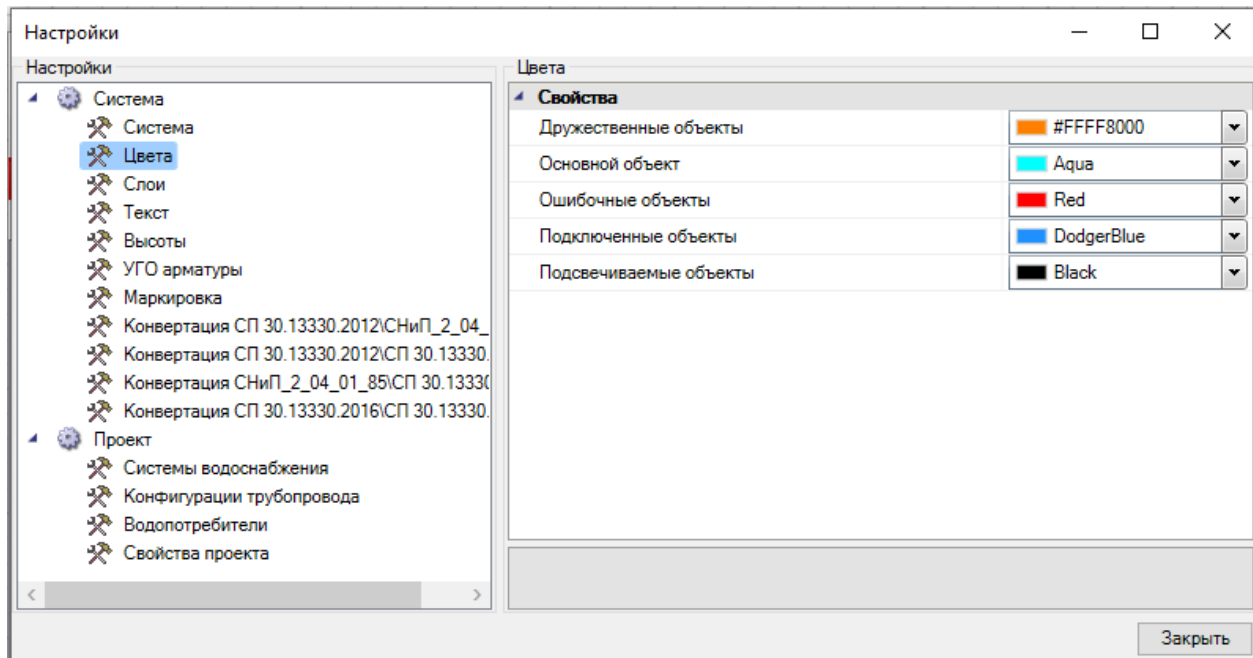 Настройки
Настройки
Система
Система
Цвета
Слои
Текст
Высоты
УГО арматуры
Маркировка
Конвертация СП 30.13330.2012\СНиП_2_04_
Конвертация СП 30.13330.2012\СП 30.13330.
Конвертация СНиП_2_04_01_85\СП 30.1333(
Конвертация СП 30.13330.2016\СП 30.13330.
Проект
Системы водоснабжения
Конфигурации трубопровода
Водопотребители
Свойства проекта
Цвета
Свойства
Дружественные объекты #FFFF8000
Основной объект Aqua
Ошибочные объекты Red
Подключенные объекты DodgerBlue
Подсвечиваемые объекты Black
Закрыть